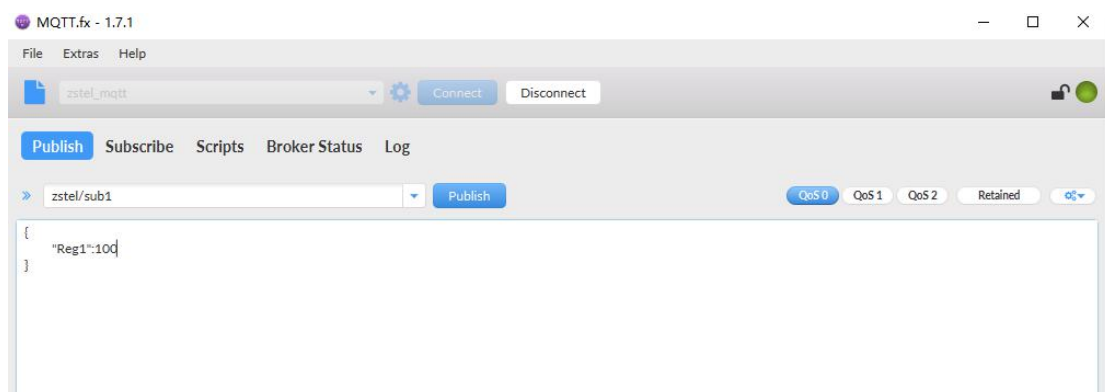 MQTT.fx - 1.7.1
File Extras Help
zstel_mqtt Connect Disconnect
Publish Subscribe Scripts Broker Status Log
zstel/sub1 Publish QoS 0 QoS 1 QoS 2 Retained
{
"Reg1":100
}